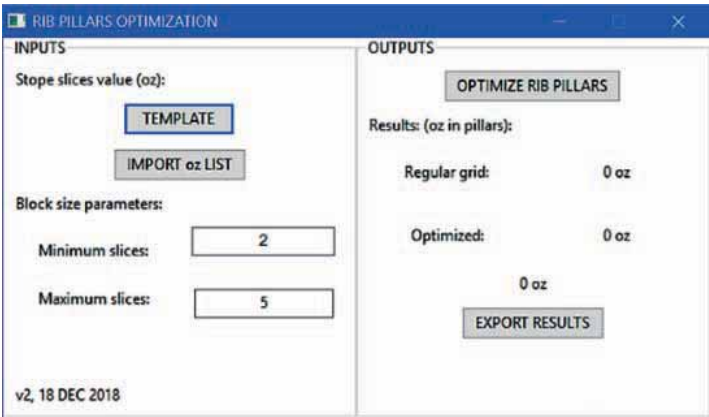 RIB PILLARS OPTIMIZATION
INPUTS
Stope slices value (oz):
TEMPLATE
IMPORT oz LIST
Block size parameters:
Minimum slices:
2
Maximum slices:
5
v2, 18 DEC 2018
OUTPUTS
OPTIMIZE RIB PILLARS
Results: (oz in pillars):
Regular grid:
0 oz
Optimized:
0 oz
0 oz
EXPORT RESULTS